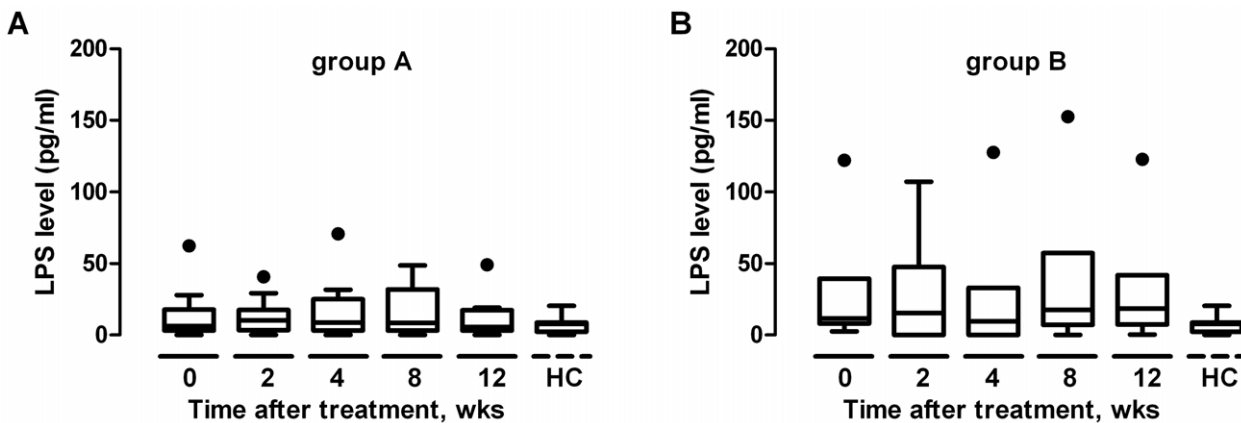 A
group A
LPS level (pg/ml)
200
150
100
50
0
0 2 4 8 12 HC
Time after treatment, wks
B
group B
LPS level (pg/ml)
200
150
100
50
0
0 2 4 8 12 HC
Time after treatment, wks